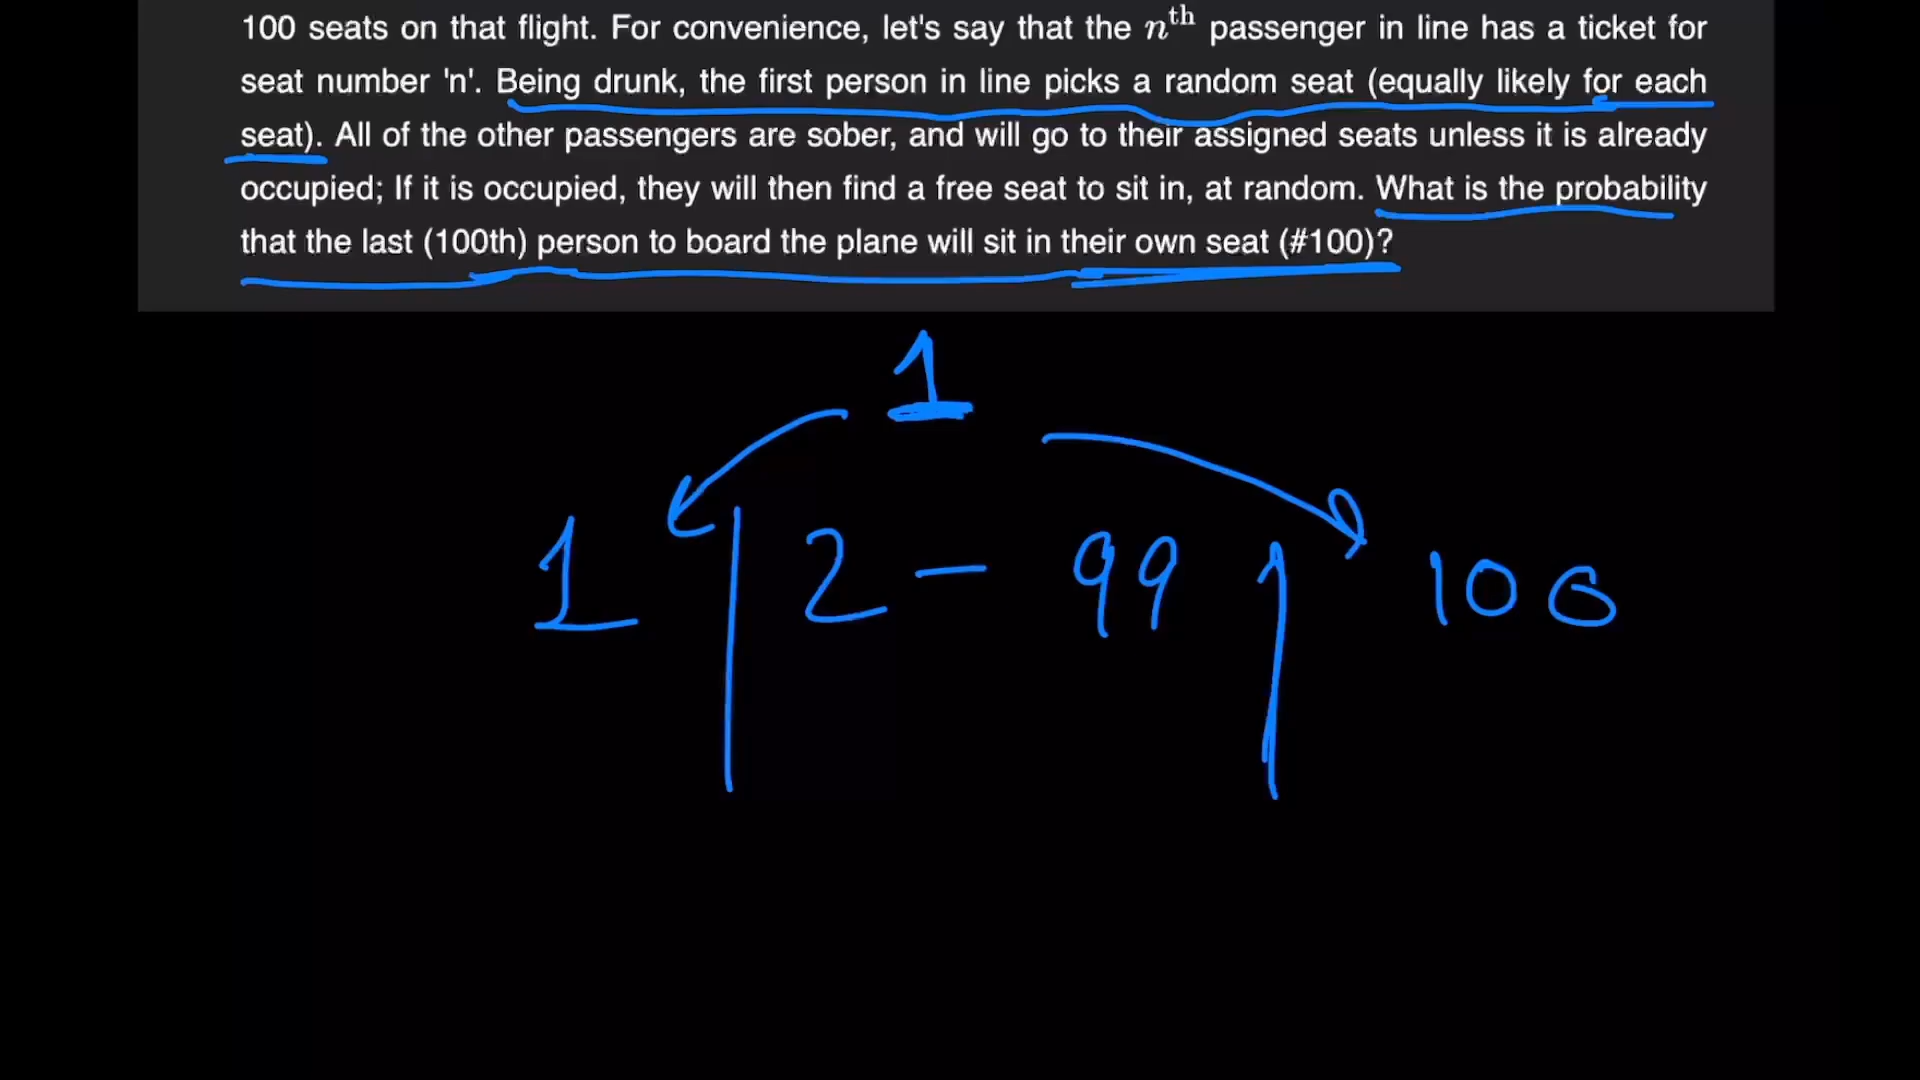 100 seats on that flight. For convenience, let's say that the nth passenger in line has a ticket for
seat number 'n'. Being drunk, the first person in line picks a random seat (equally likely for each
seat). All of the other passengers are sober, and will go to their assigned seats unless it is already
occupied; If it is occupied, they will then find a free seat to sit in, at random. What is the probability
that the last (100th) person to board the plane will sit in their own seat (#100)?
1
1 | 2 - 99 | 100